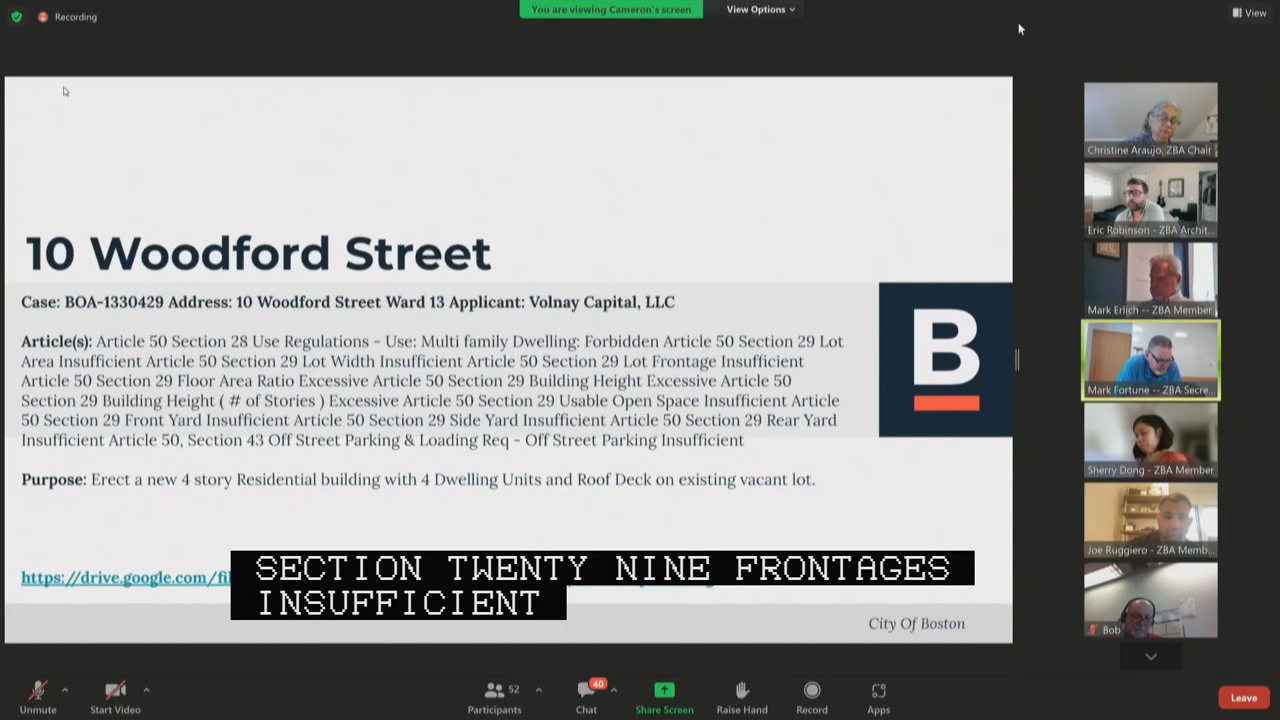 Recording
You are viewing Cameron's screen
View Options
View
10 Woodford Street
Case: BOA-1330429 Address: 10 Woodford Street Ward 13 Applicant: Volnay Capital, LLC
Article(s): Article 50 Section 28 Use Regulations - Use: Multi family Dwelling: Forbidden Article 50 Section 29 Lot
Area Insufficient Article 50 Section 29 Lot Width Insufficient Article 50 Section 29 Lot Frontage Insufficient
Article 50 Section 29 Floor Area Ratio Excessive Article 50 Section 29 Building Height Excessive Article 50
Section 29 Building Height ( # of Stories ) Excessive Article 50 Section 29 Usable Open Space Insufficient Article
50 Section 29 Front Yard Insufficient Article 50 Section 29 Side Yard Insufficient Article 50 Section 29 Rear Yard
Insufficient Article 50, Section 43 Off Street Parking & Loading Req - Off Street Parking Insufficient
Purpose: Erect a new 4 story Residential building with 4 Dwelling Units and Roof Deck on existing vacant lot.
B
https://drive.google.com/fi
SECTION TWENTY NINE FRONTAGES
INSUFFICIENT
City Of Boston
Christine Araujo, ZBA Chair
Eric Robinson - ZBA Archit...
Mark Erlich -- ZBA Member
Mark Fortune -- ZBA Secre...
Sherry Dong - ZBA Member
Joe Ruggiero - ZBA Memb...
Bob
Unmute
Start Video
52
Participants
40
Chat
Share Screen
Raise Hand
Record
Apps
Leave